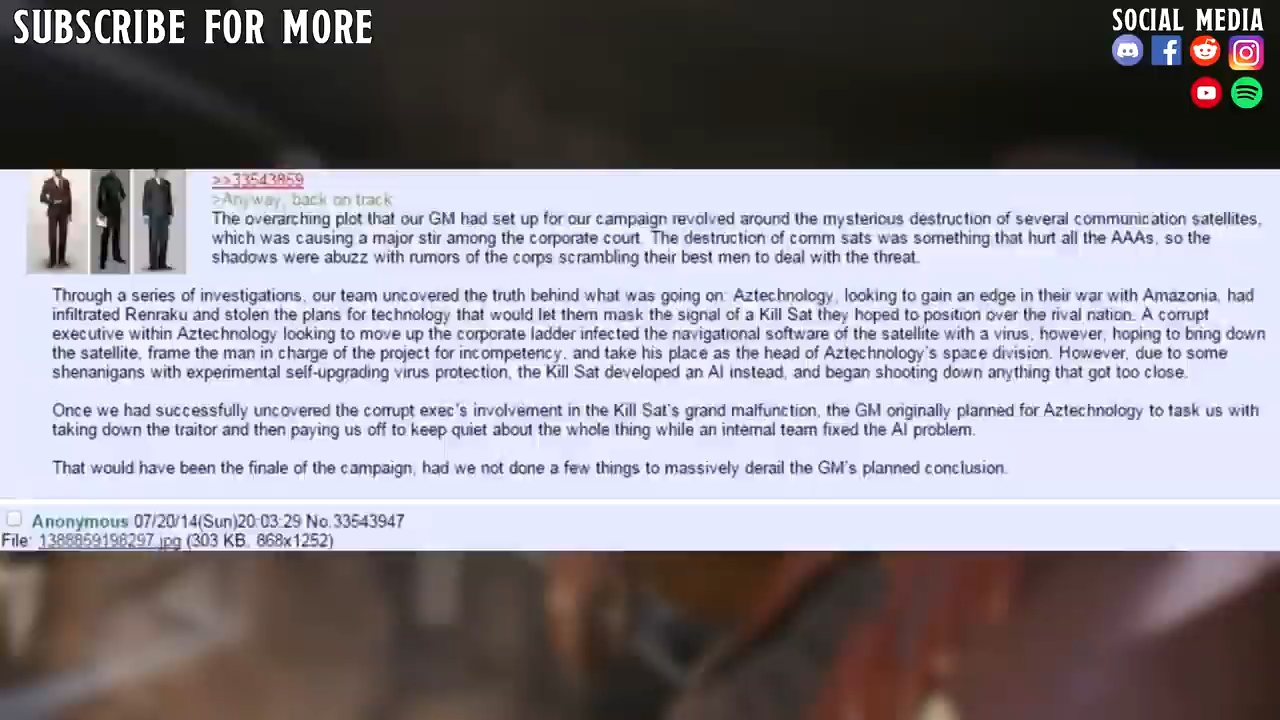 SUBSCRIBE FOR MORE
SOCIAL MEDIA
>>33543859
>Anyway, back on track
The overarching plot that our GM had set up for our campaign revolved around the mysterious destruction of several communication satellites,
which was causing a major stir among the corporate court. The destruction of comm sats was something that hurt all the AAAs, so the
shadows were abuzz with rumors of the corps scrambling their best men to deal with the threat.
Through a series of investigations, our team uncovered the truth behind what was going on: Aztechnology, looking to gain an edge in their war with Amazonia, had
infiltrated Renraku and stolen the plans for technology that would let them mask the signal of a Kill Sat they hoped to position over the rival nation. A corrupt
executive within Aztechnology looking to move up the corporate ladder infected the navigational software of the satellite with a virus, however, hoping to bring down
the satellite, frame the man in charge of the project for incompetency, and take his place as the head of Aztechnology's space division. However, due to some
shenanigans with experimental self-upgrading virus protection, the Kill Sat developed an AI instead, and began shooting down anything that got too close.
Once we had successfully uncovered the corrupt exec's involvement in the Kill Sat's grand malfunction, the GM originally planned for Aztechnology to task us with
taking down the traitor and then paying us off to keep quiet about the whole thing while an internal team fixed the AI problem.
That would have been the finale of the campaign, had we not done a few things to massively derail the GM's planned conclusion.
Anonymous 07/20/14(Sun)20:03:29 No.33543947
File: 1388859198297.jpg (303 KB, 868x1252)